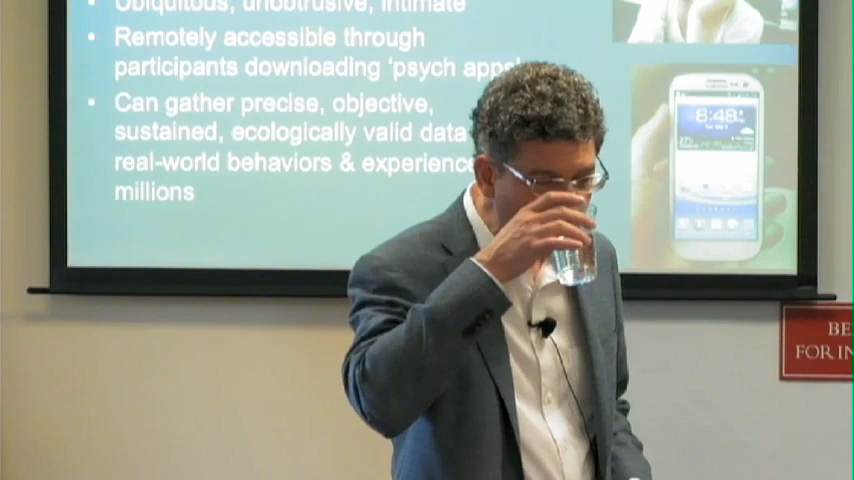 • Ubiquitous, unobtrusive, intimate
• Remotely accessible through
participants downloading 'psych apps'
• Can gather precise, objective,
sustained, ecologically valid data
real-world behaviors & experience
millions
8:48
BE
FOR IN